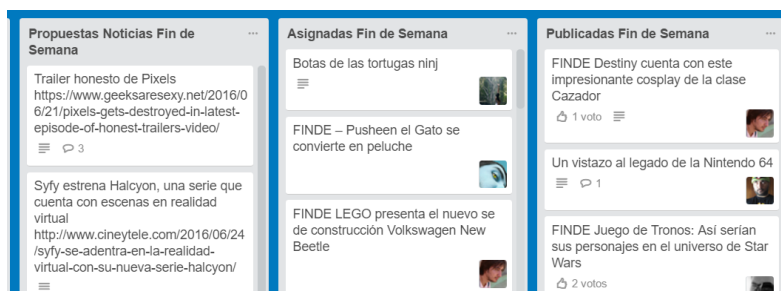 Propuestas Noticias Fin de
Semana
Trailer honesto de Pixels
https://www.geeksaresexy.net/2016/0
6/21/pixels-gets-destroyed-in-latest-
episode-of-honest-trailers-video/
3
Syfy estrena Halcyon, una serie que
cuenta con escenas en realidad
virtual
http://www.cineytele.com/2016/06/24
/syfy-se-adentra-en-la-realidad-
virtual-con-su-nueva-serie-halcyon/
Asignadas Fin de Semana
Botas de las tortugas ninj
FINDE – Pusheen el Gato se
convierte en peluche
FINDE LEGO presenta el nuevo se
de construcción Volkswagen New
Beetle
Publicadas Fin de Semana
FINDE Destiny cuenta con este
impresionante cosplay de la clase
Cazador
1 voto
Un vistazo al legado de la Nintendo 64
1
FINDE Juego de Tronos: Así serían
sus personajes en el universo de Star
Wars
2 votos